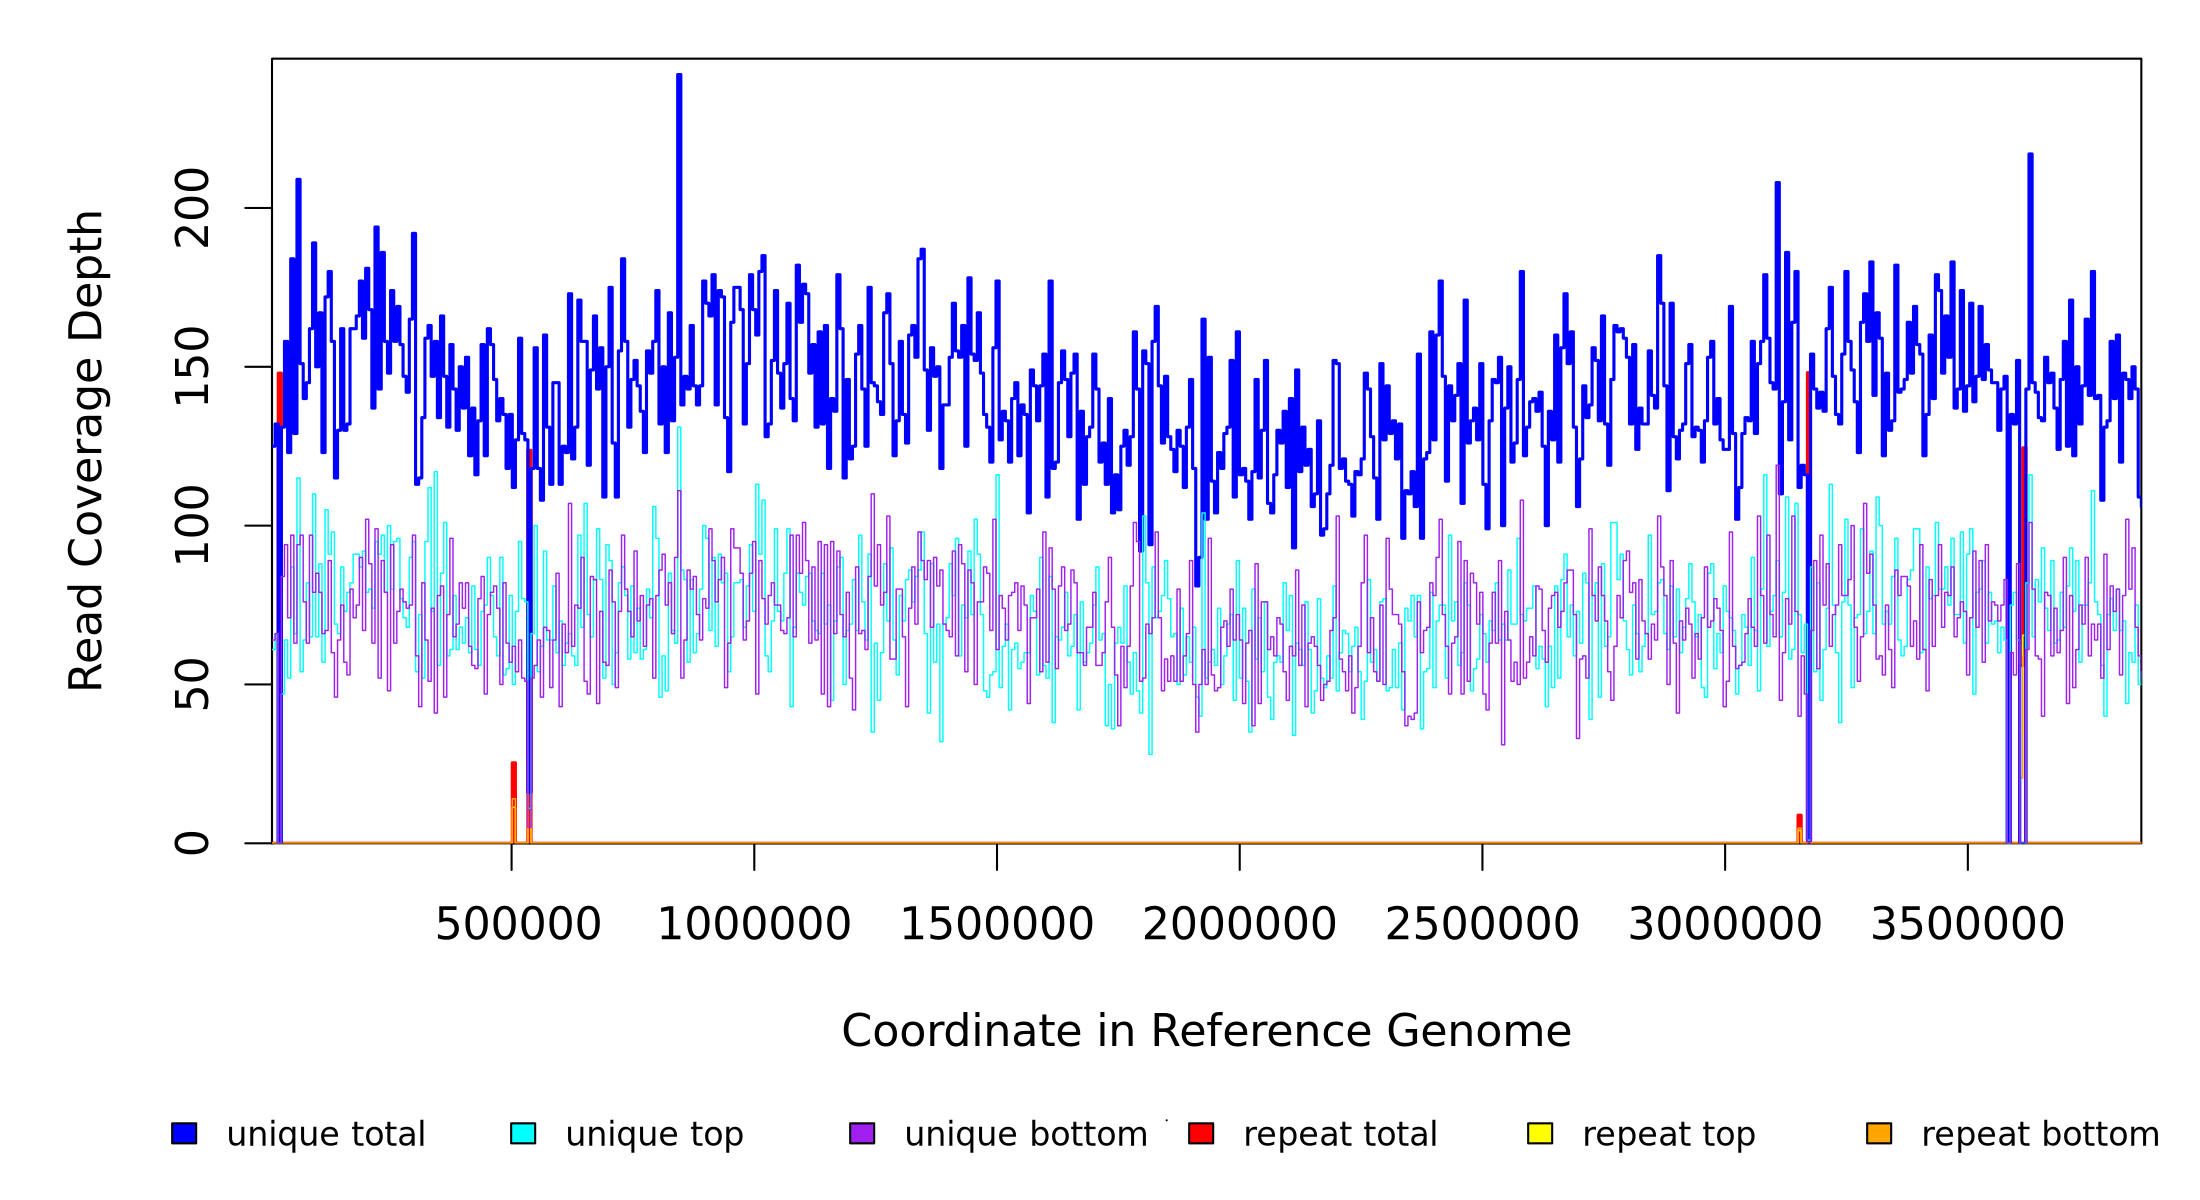 Read Coverage Depth
200
150
100
50
0
500000 1000000 1500000 2000000 2500000 3000000 3500000
Coordinate in Reference Genome
unique total unique top unique bottom repeat total repeat top repeat bottom